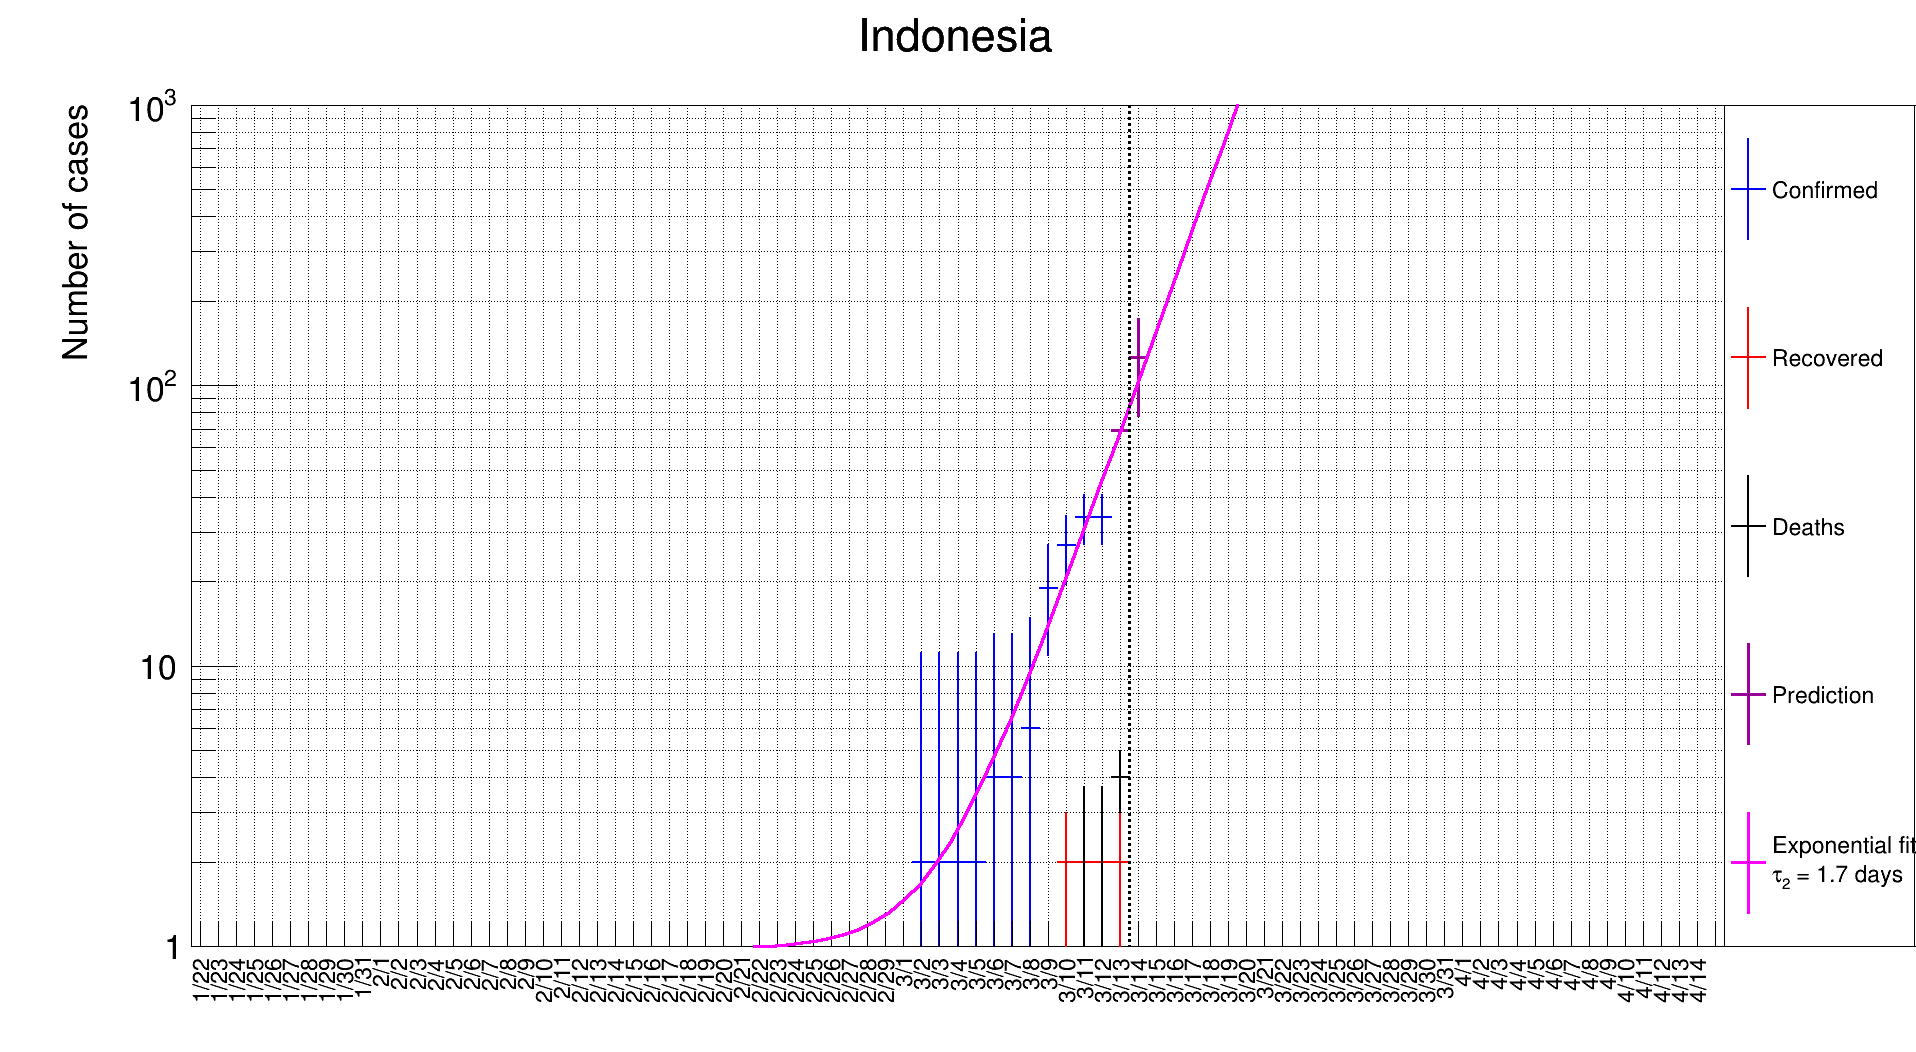 Indonesia
Number of cases
10³
10²
10
1
1/22 1/23 1/24 1/25 1/26 1/27 1/28 1/29 1/30 1/31 2/1 2/2 2/3 2/4 2/5 2/6 2/7 2/8 2/9 2/10 2/11 2/12 2/13 2/14 2/15 2/16 2/17 2/18 2/19 2/20 2/21 2/22 2/23 2/24 2/25 2/26 2/27 2/28 2/29 3/1 3/2 3/3 3/4 3/5 3/6 3/7 3/8 3/9 3/10 3/11 3/12 3/13 3/14 3/15 3/16 3/17 3/18 3/19 3/20 3/21 3/22 3/23 3/24 3/25 3/26 3/27 3/28 3/29 3/30 3/31 4/1 4/2 4/3 4/4 4/5 4/6 4/7 4/8 4/9 4/10 4/11 4/12 4/13 4/14
Confirmed
Recovered
Deaths
Prediction
Exponential fit
τ₂ = 1.7 days